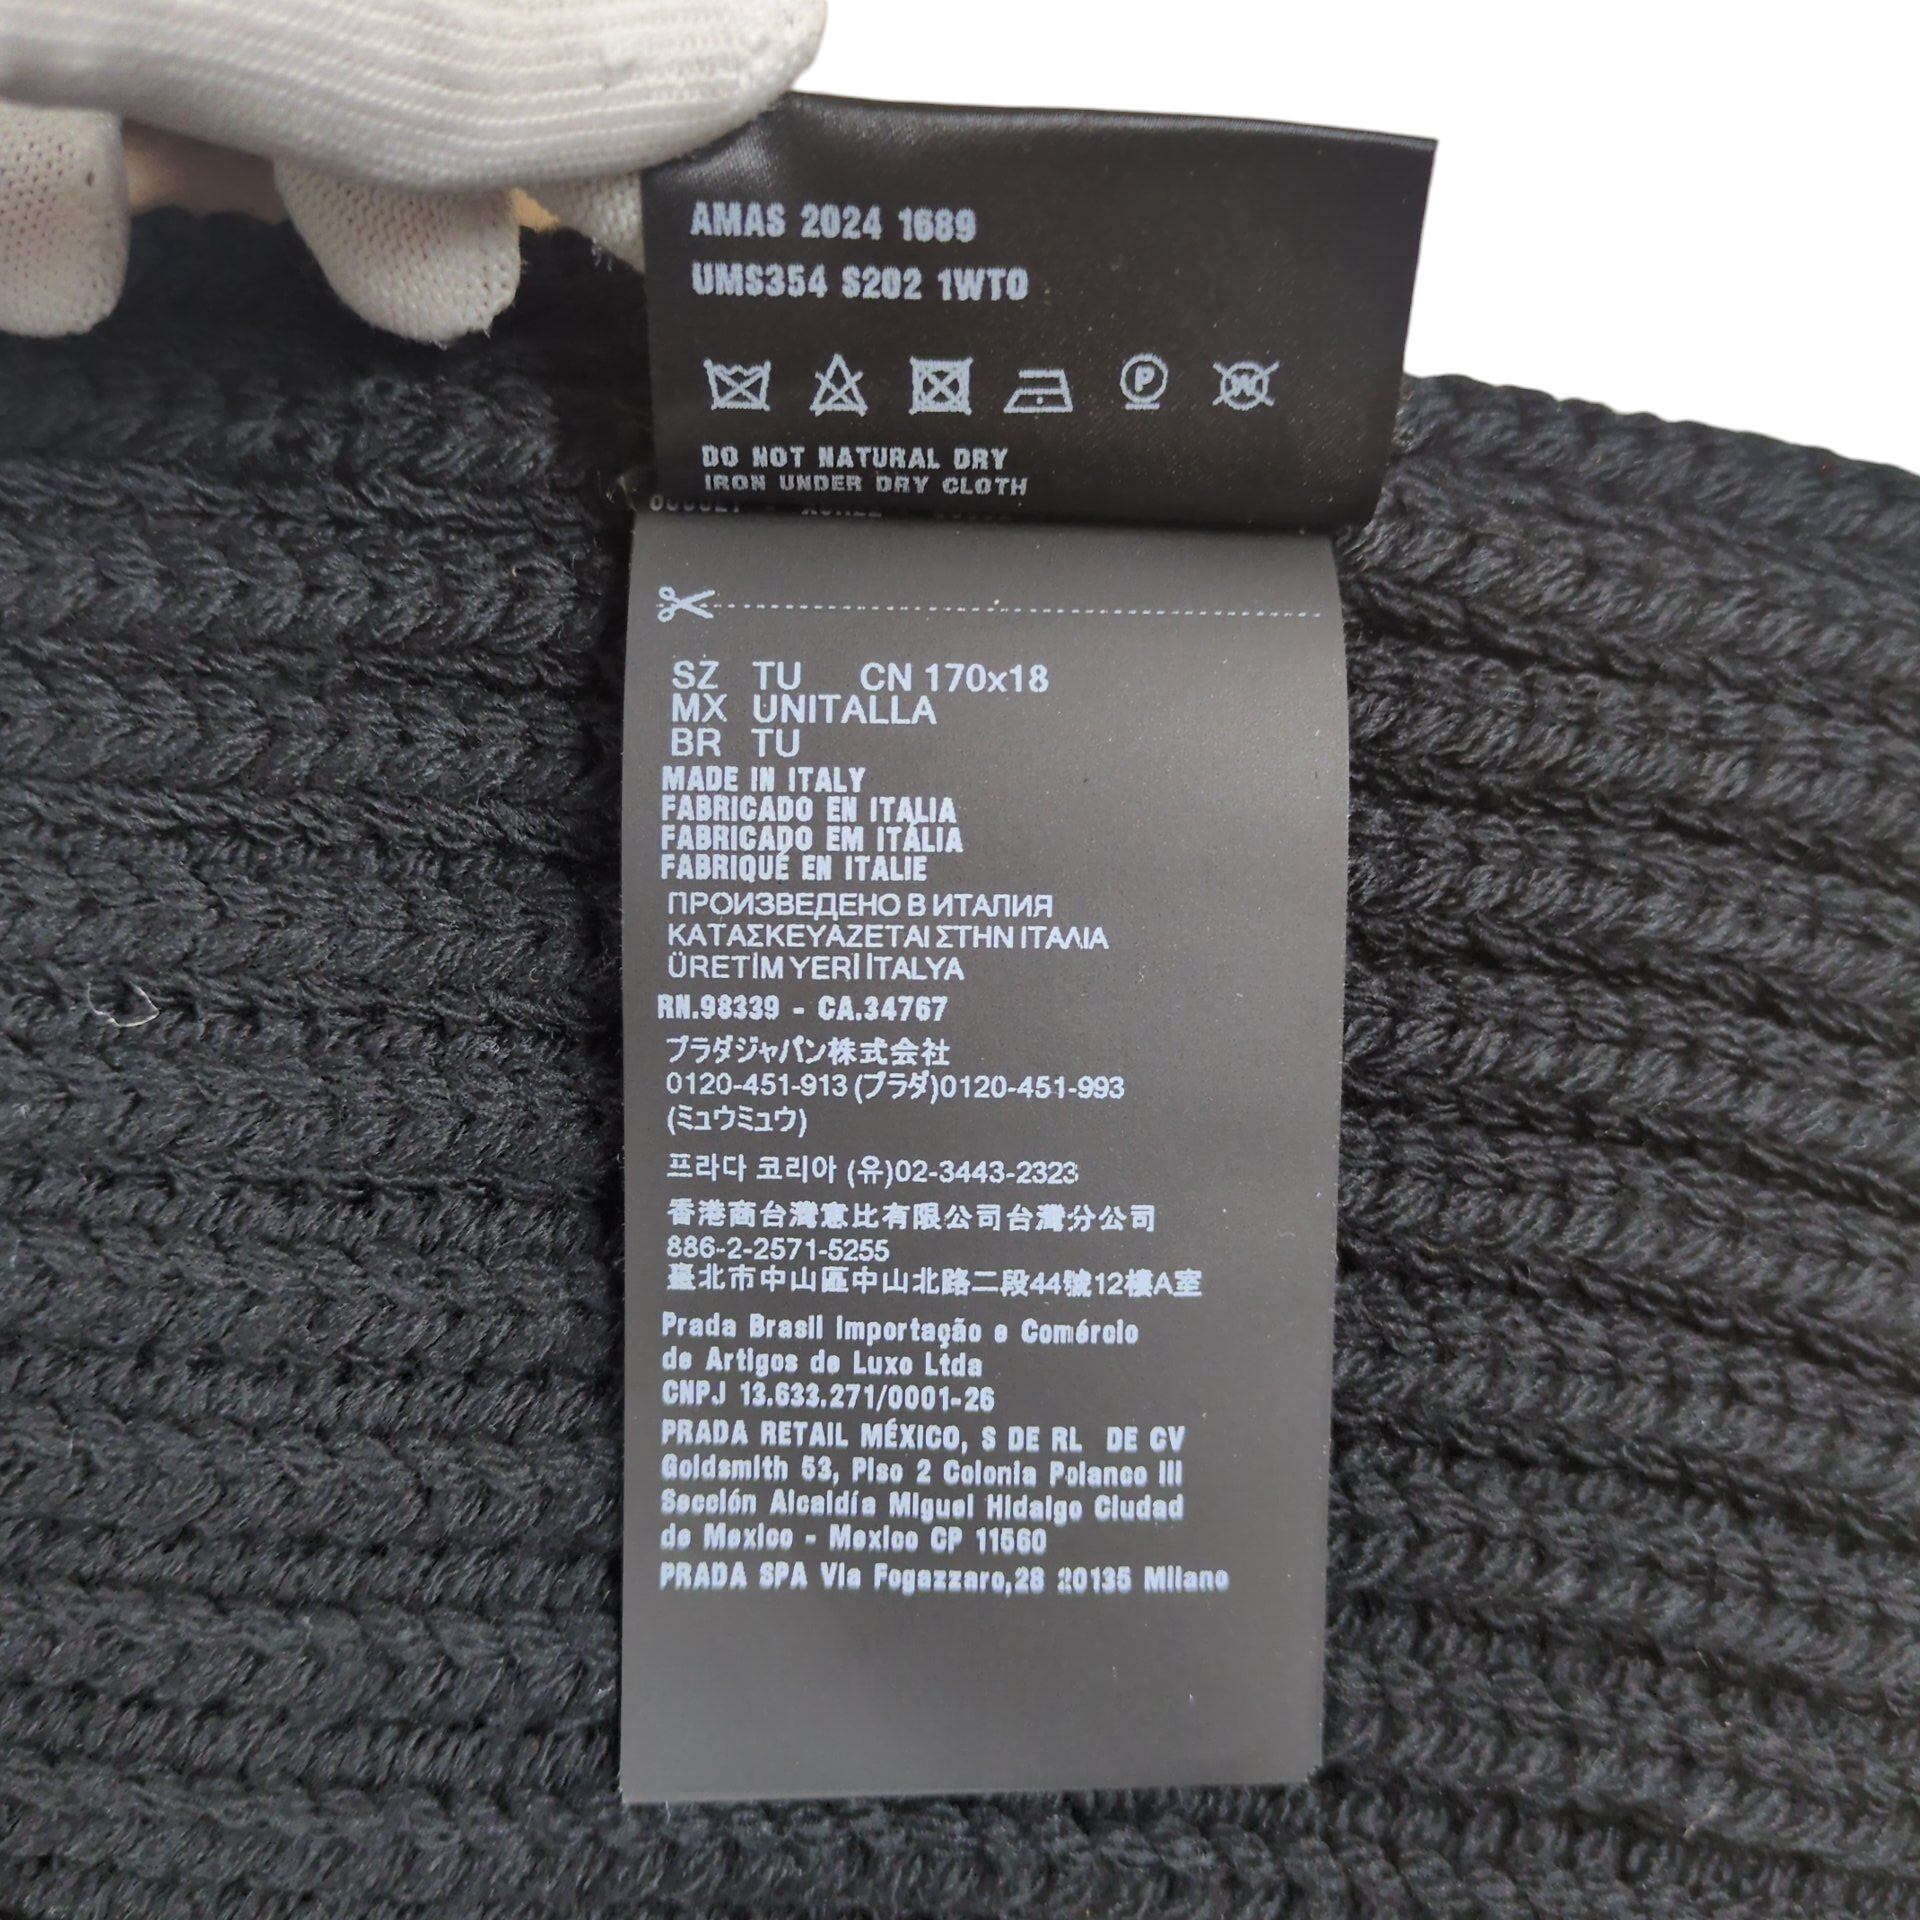 AMAS 2024 1689
UMS354 S202 1WT0
P W
DO NOT NATURAL DRY
IRON UNDER DRY CLOTH
SZ TU CN 170x18
MX UNITALLA
BR TU
MADE IN ITALY
FABRICADO EN ITALIA
FABRICADO EM ITÁLIA
FABRIQUÉ EN ITALIE
ПРОИЗВЕДЕНО В ИТАЛИЯ
ΚΑΤΑΣΚΕΥΑΖΕΤΑΙ ΣΤΗΝ ΙΤΑΛΙΑ
ÜRETİM YERİ İTALYA
RN.98339 - CA.34767
プラダジャパン株式会社
0120-451-913 (プラダ)0120-451-993
(ミュウミュウ)
프라다 코리아 (유)02-3443-2323
香港商台灣惠比有限公司台灣分公司
886-2-2571-5255
臺北市中山區中山北路二段44號12樓A室
Prada Brasil Importação e Comércio
de Artigos de Luxo Ltda
CNPJ 13.633.271/0001-26
PRADA RETAIL MÉXICO, S DE RL DE CV
Goldsmith 53, Piso 2 Colonia Polanco III
Sección Alcaldía Miguel Hidalgo Ciudad
de Mexico - Mexico CP 11560
PRADA SPA Via Fogazzaro,28 20135 Milano